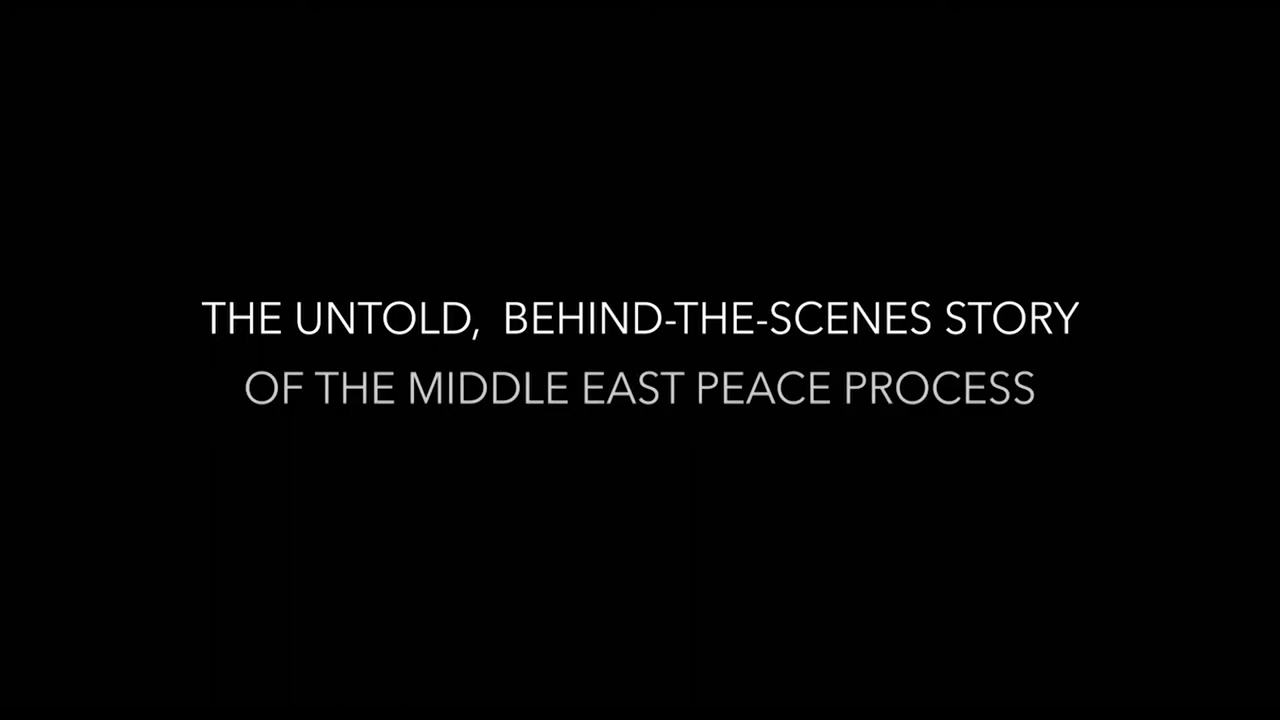 THE UNTOLD,  BEHIND-THE-SCENES STORY
OF THE MIDDLE EAST PEACE PROCESS